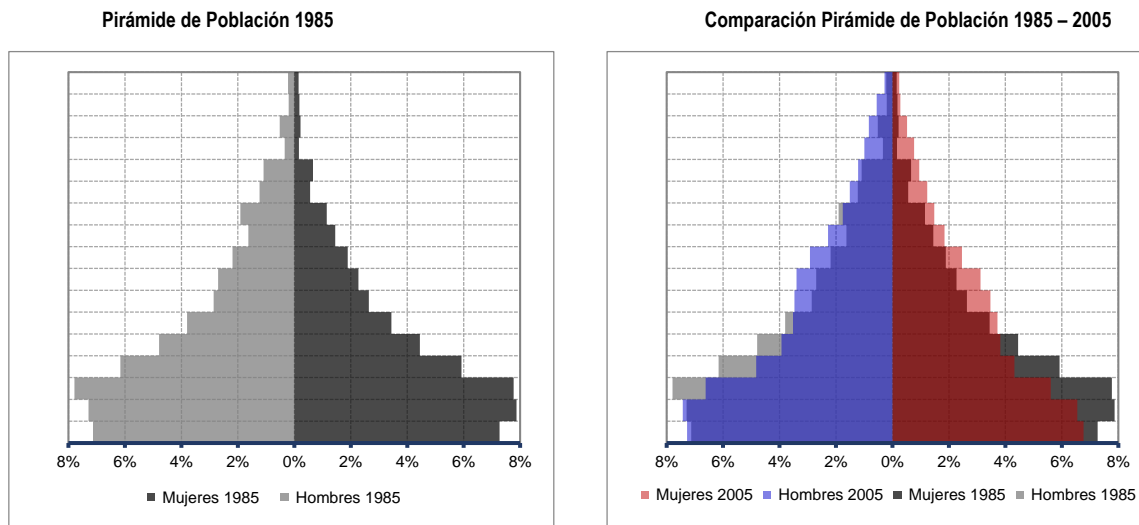 Pirámide de Población 1985
8% 6% 4% 2% 0% 2% 4% 6% 8%
Mujeres 1985 Hombres 1985
Comparación Pirámide de Población 1985 – 2005
8% 6% 4% 2% 0% 2% 4% 6% 8%
Mujeres 2005 Hombres 2005 Mujeres 1985 Hombres 1985